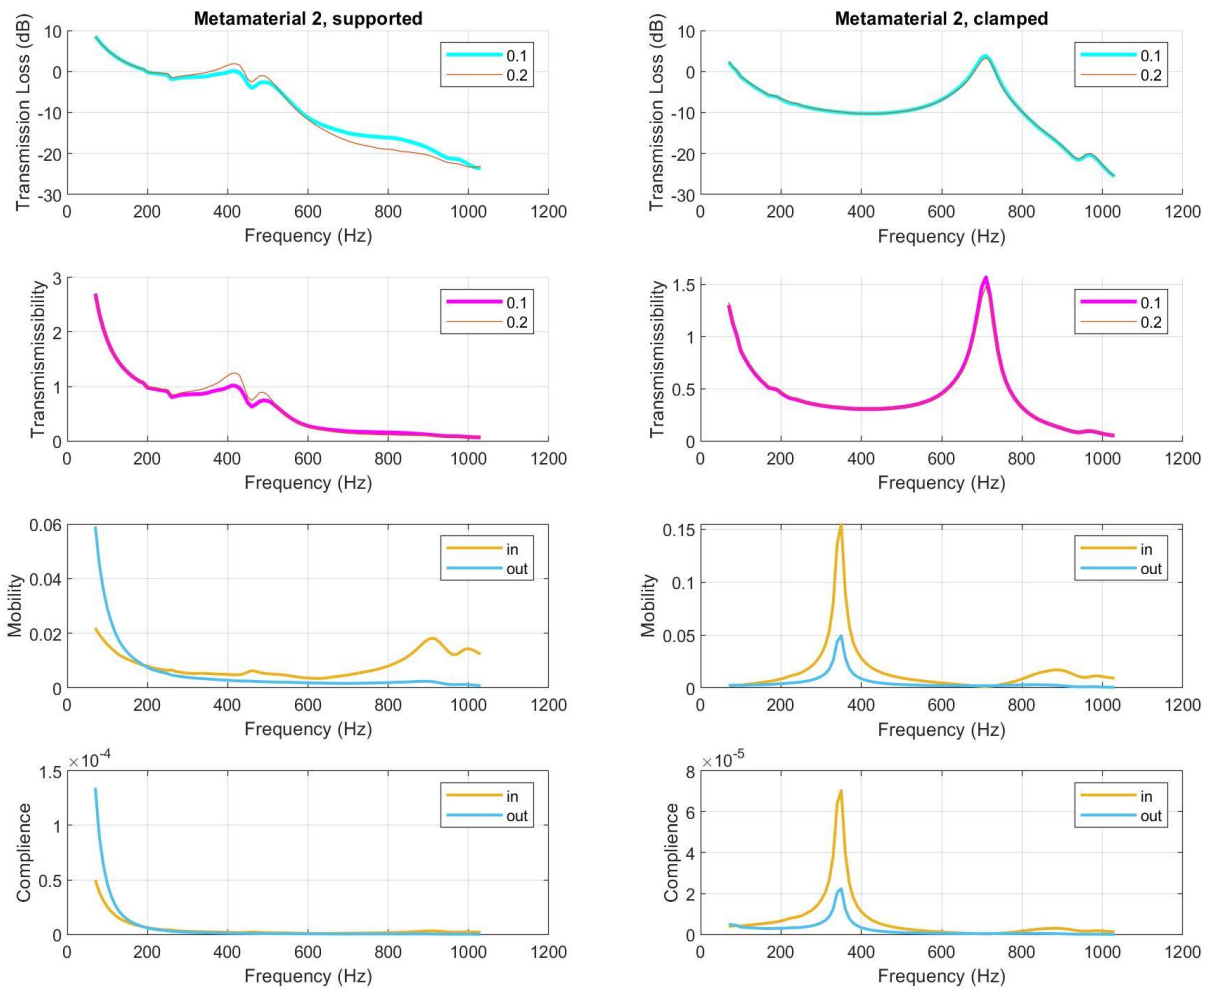 Metamaterial 2, supported
Transmission Loss (dB)
10
0
-10
-20
-30
0 200 400 600 800 1000 1200
Frequency (Hz)
0.1
0.2
Metamaterial 2, clamped
Transmission Loss (dB)
10
0
-10
-20
-30
0 200 400 600 800 1000 1200
Frequency (Hz)
0.1
0.2
Transmismissibility
3
2
1
0
0 200 400 600 800 1000 1200
Frequency (Hz)
0.1
0.2
Transmissibility
1.5
1
0.5
0
0 200 400 600 800 1000 1200
Frequency (Hz)
0.1
0.2
Mobility
0.06
0.04
0.02
0
0 200 400 600 800 1000 1200
Frequency (Hz)
in
out
Mobility
0.15
0.1
0.05
0
0 200 400 600 800 1000 1200
Frequency (Hz)
in
out
Complience
×10-4
1.5
1
0.5
0
0 200 400 600 800 1000 1200
Frequency (Hz)
in
out
Complience
×10-5
8
6
4
2
0
0 200 400 600 800 1000 1200
Frequency (Hz)
in
out